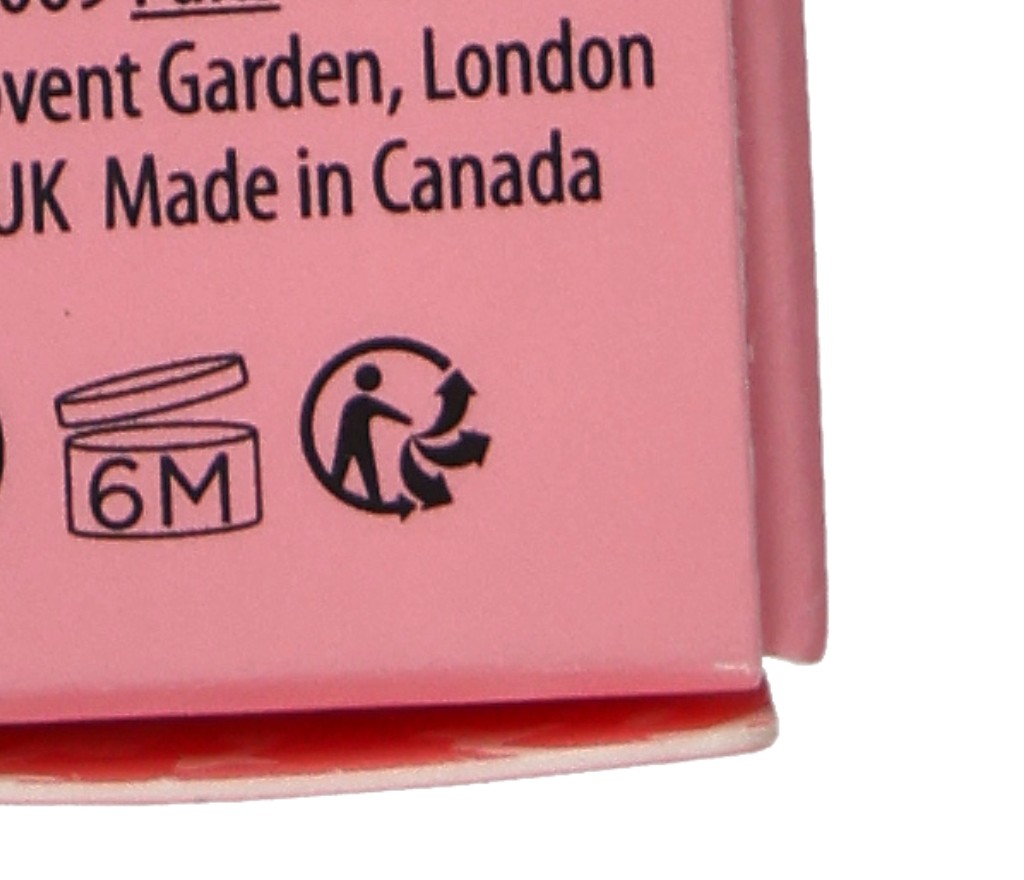 vent Garden, London
UK Made in Canada
6M